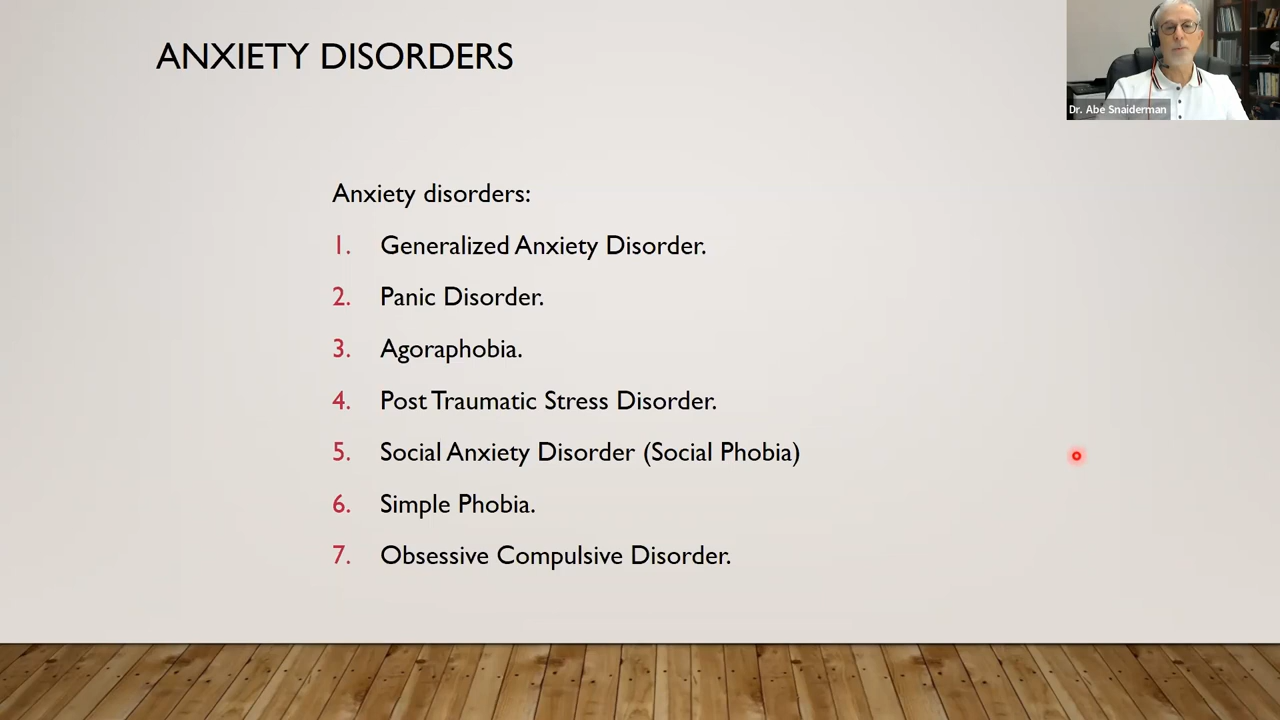 ANXIETY DISORDERS
Dr. Abe Snaiderman
Anxiety disorders:
1. Generalized Anxiety Disorder.
2. Panic Disorder.
3. Agoraphobia.
4. Post Traumatic Stress Disorder.
5. Social Anxiety Disorder (Social Phobia)
6. Simple Phobia.
7. Obsessive Compulsive Disorder.